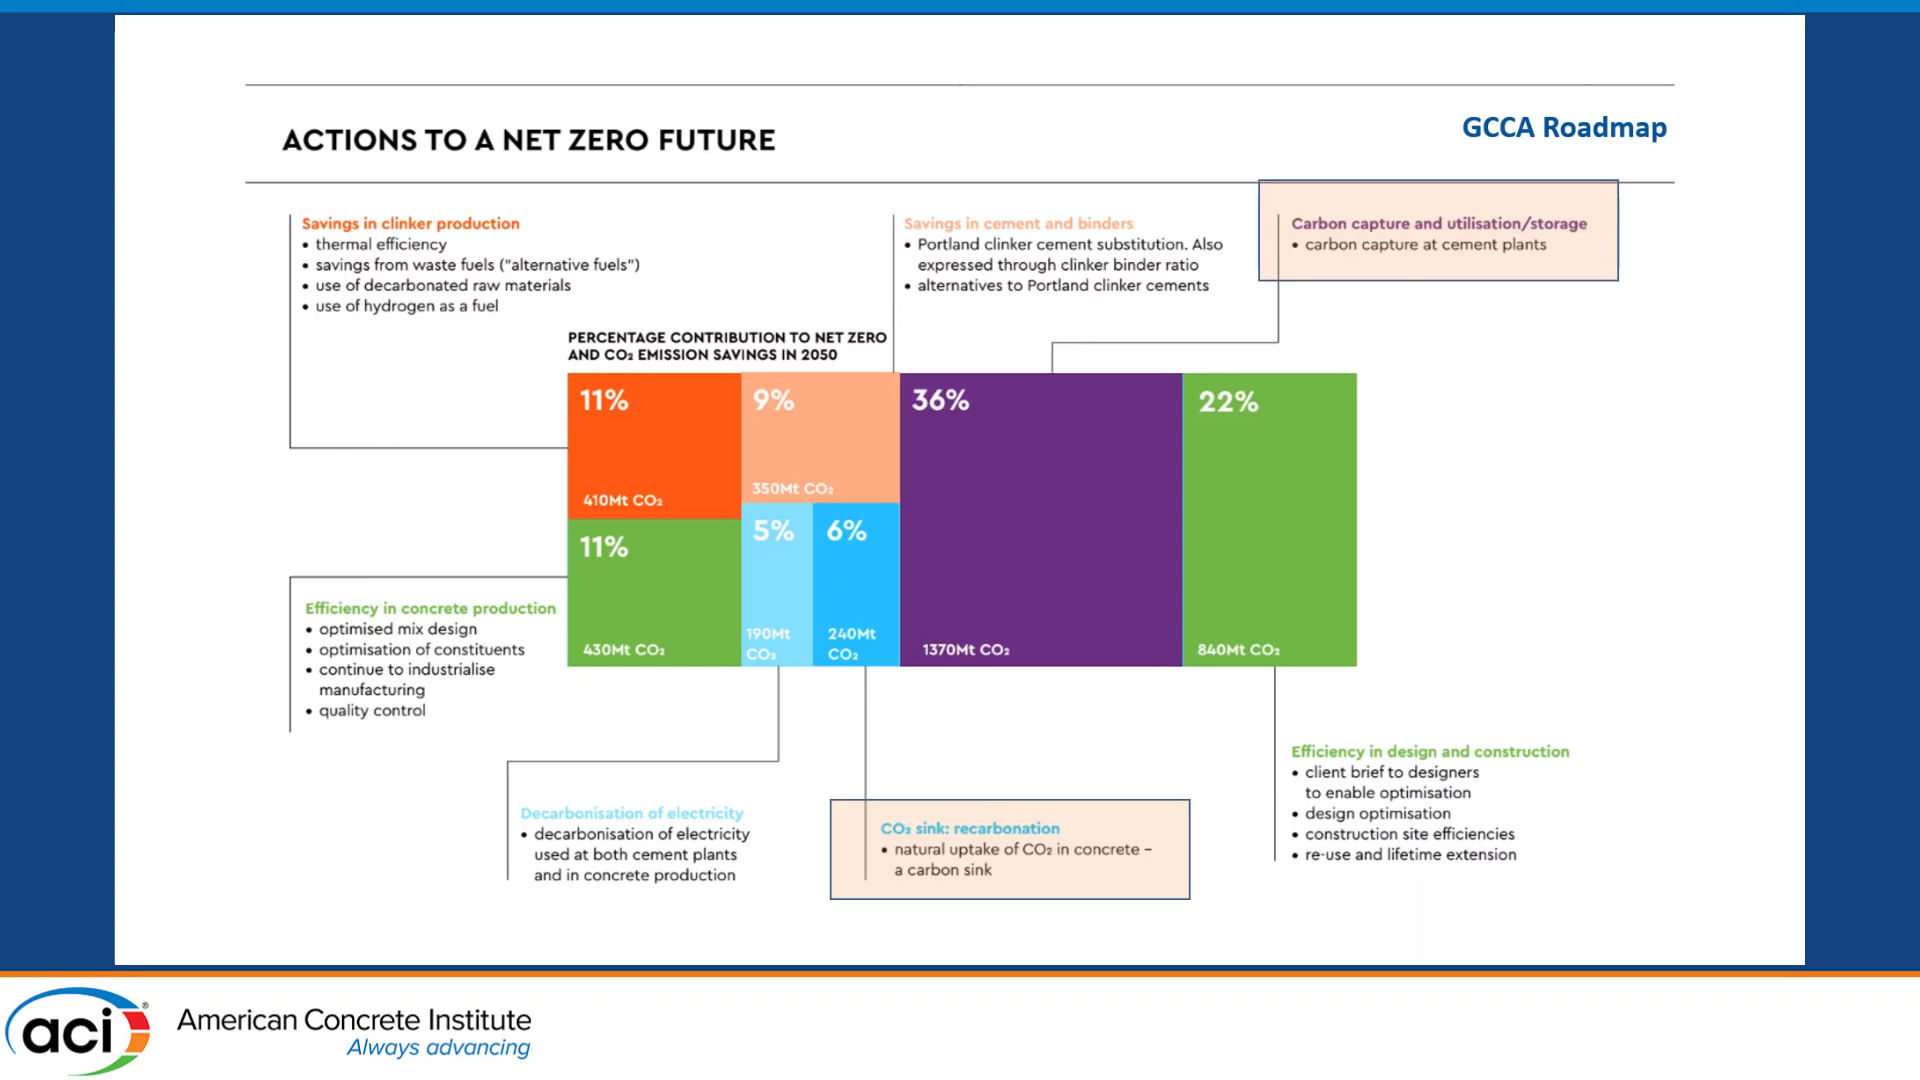 ACTIONS TO A NET ZERO FUTURE
GCCA Roadmap
Savings in clinker production
• thermal efficiency
• savings from waste fuels ("alternative fuels")
• use of decarbonated raw materials
• use of hydrogen as a fuel
Savings in cement and binders
• Portland clinker cement substitution. Also
expressed through clinker binder ratio
• alternatives to Portland clinker cements
Carbon capture and utilisation/storage
• carbon capture at cement plants
PERCENTAGE CONTRIBUTION TO NET ZERO
AND CO₂ EMISSION SAVINGS IN 2050
11%
410Mt CO₂
9%
350Mt CO₂
36%
1370Mt CO₂
22%
840Mt CO₂
11%
430Mt CO₂
5%
190Mt
CO₂
6%
240Mt
CO₂
Efficiency in concrete production
• optimised mix design
• optimisation of constituents
• continue to industrialise
manufacturing
• quality control
Decarbonisation of electricity
• decarbonisation of electricity
used at both cement plants
and in concrete production
CO₂ sink: recarbonation
• natural uptake of CO₂ in concrete –
a carbon sink
Efficiency in design and construction
• client brief to designers
to enable optimisation
• design optimisation
• construction site efficiencies
• re-use and lifetime extension
aci®
American Concrete Institute
Always advancing